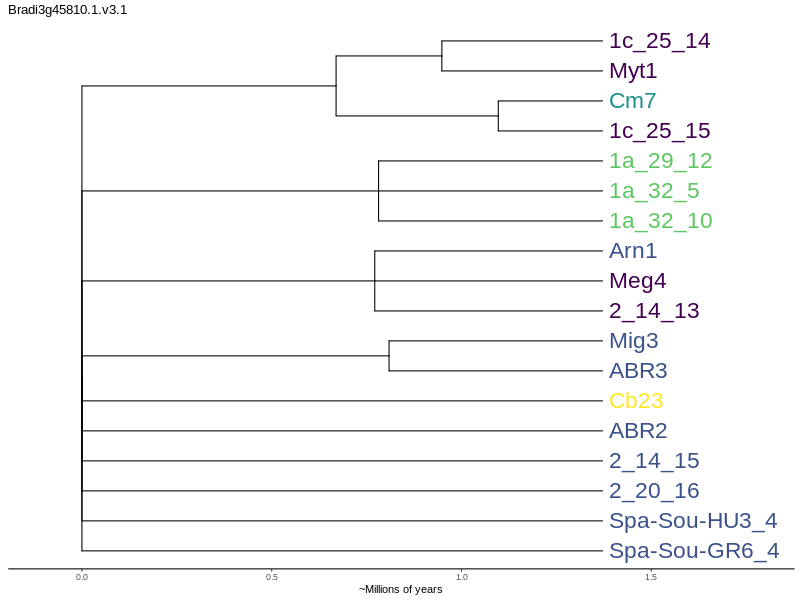 Bradi3g45810.1.v3.1
1c_25_14
Myt1
Cm7
1c_25_15
1a_29_12
1a_32_5
1a_32_10
Arn1
Meg4
2_14_13
Mig3
ABR3
Cb23
ABR2
2_14_15
2_20_16
Spa-Sou-HU3_4
Spa-Sou-GR6_4
0.0 0.5 1.0 1.5
~Millions of years